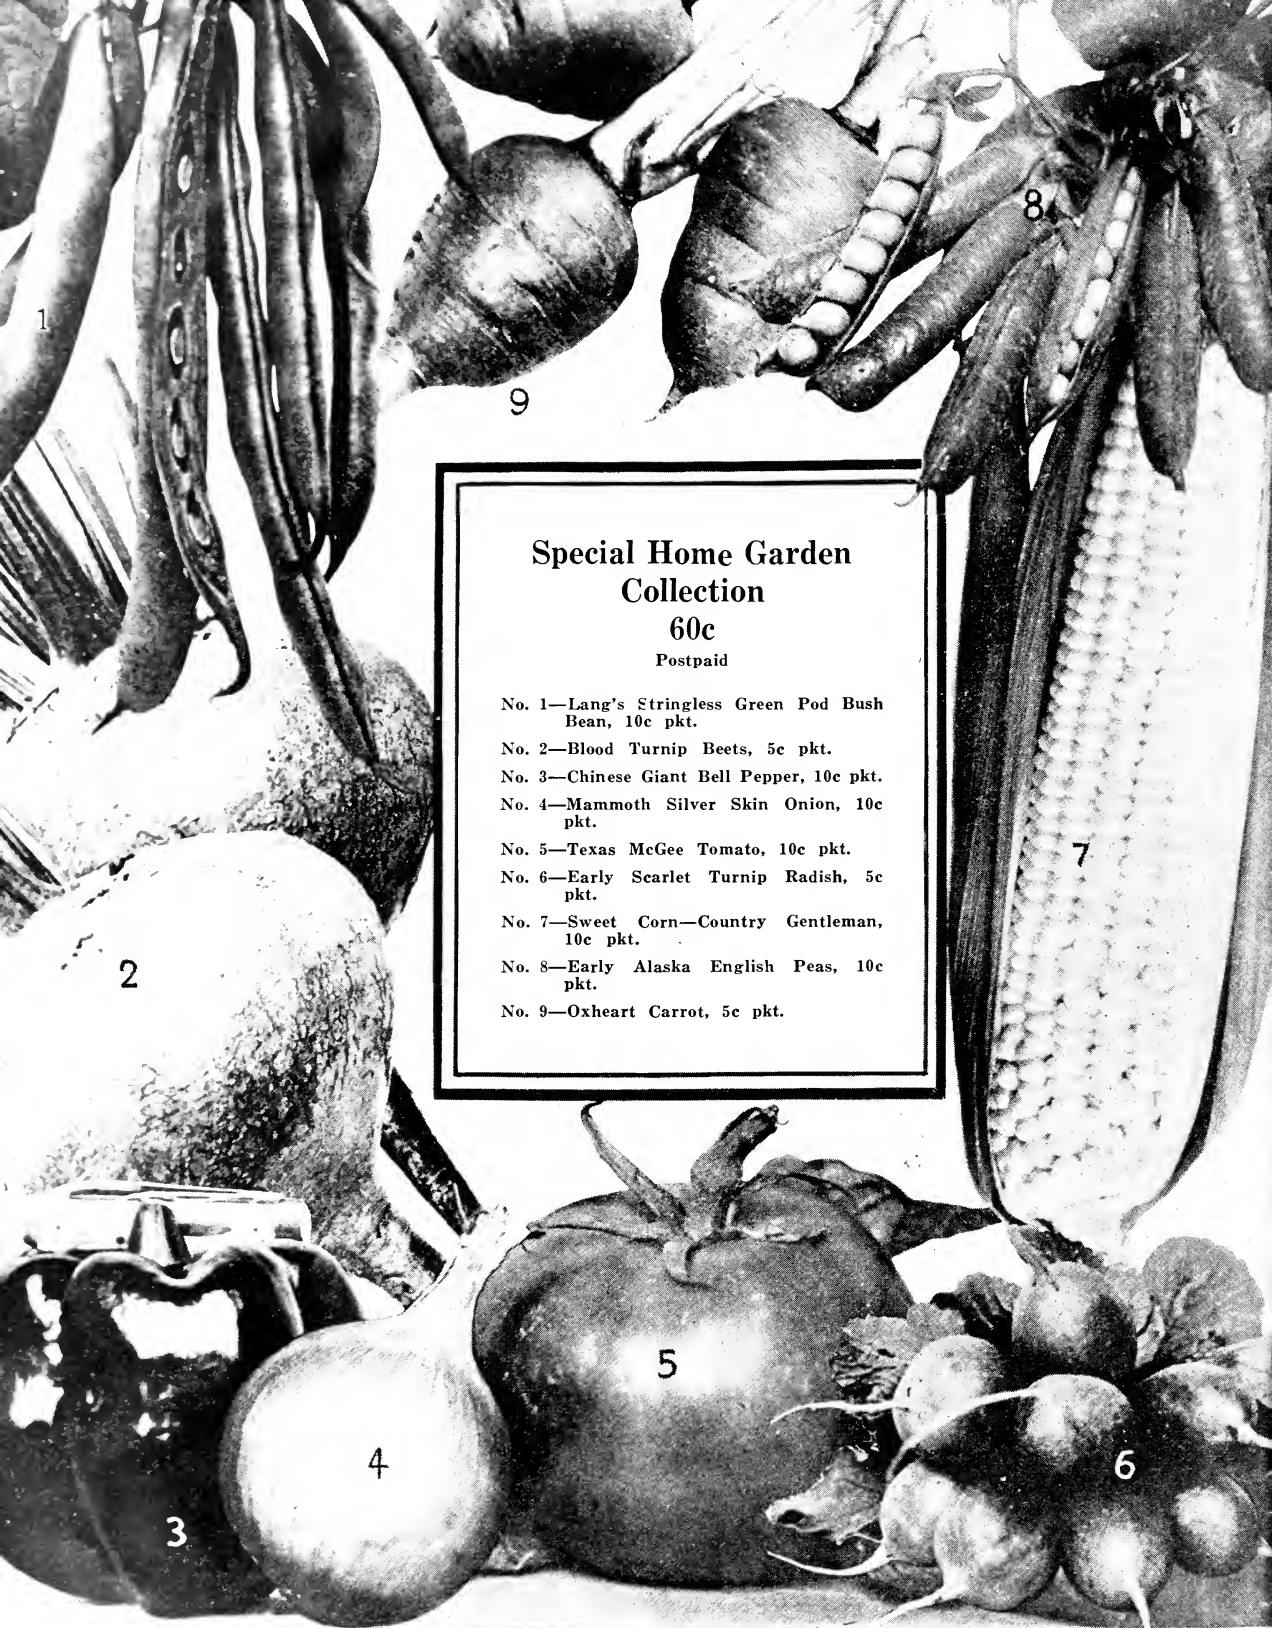 1
8
9
Special Home Garden
Collection
60c
Postpaid
No. 1—Lang's Stringless Green Pod Bush
Bean, 10c pkt.
No. 2—Blood Turnip Beets, 5c pkt.
No. 3—Chinese Giant Bell Pepper, 10c pkt.
No. 4—Mammoth Silver Skin Onion, 10c
pkt.
No. 5—Texas McGee Tomato, 10c pkt.
No. 6—Early Scarlet Turnip Radish, 5c
pkt.
No. 7—Sweet Corn—Country Gentleman,
10c pkt.
No. 8—Early Alaska English Peas, 10c
pkt.
No. 9—Oxheart Carrot, 5c pkt.
7
2
5
4
6
3